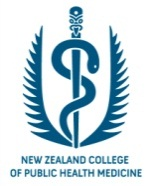 NEW ZEALAND COLLEGE
OF PUBLIC HEALTH MEDICINE